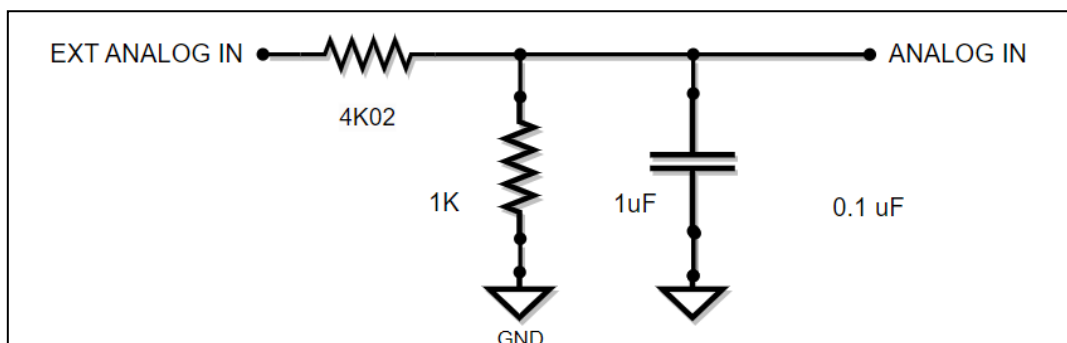 EXT ANALOG IN
ANALOG IN
4K02
1K
1uF
0.1 uF
GND